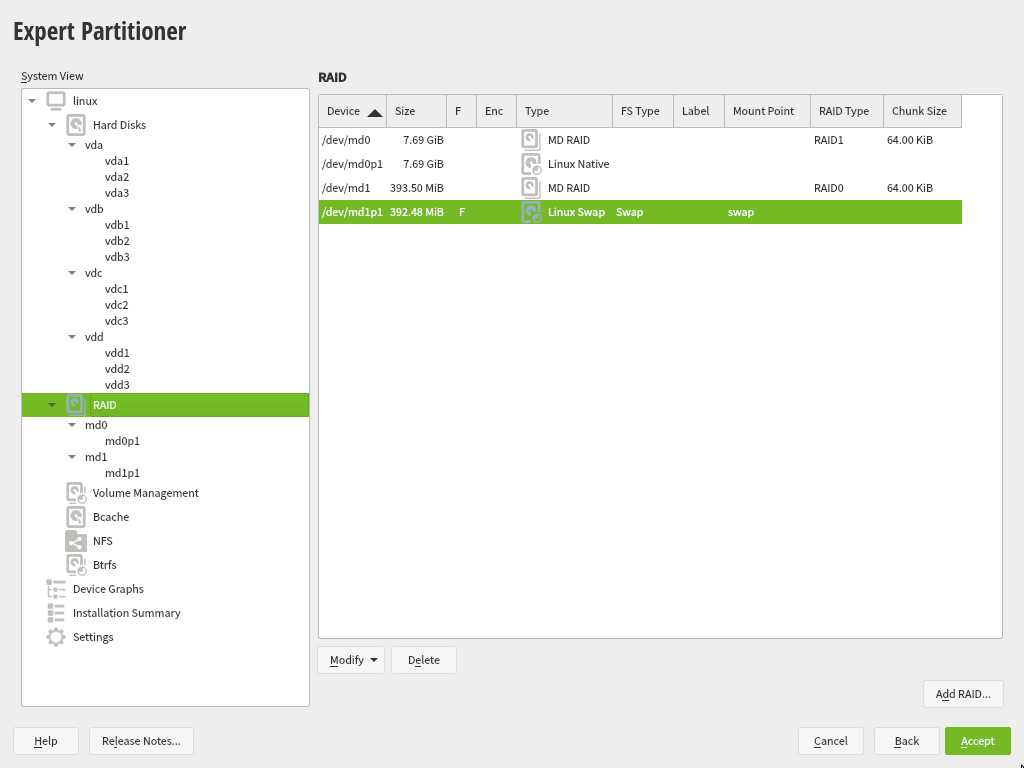 Expert Partitioner
System View
linux
Hard Disks
vda
vda1
vda2
vda3
vdb
vdb1
vdb2
vdb3
vdc
vdc1
vdc2
vdc3
vdd
vdd1
vdd2
vdd3
RAID
md0
md0p1
md1
md1p1
Volume Management
Bcache
NFS
Btrfs
Device Graphs
Installation Summary
Settings
RAID
Device Size F Enc Type FS Type Label Mount Point RAID Type Chunk Size
/dev/md0 7.69 GiB MD RAID RAID1 64.00 KiB
/dev/md0p1 7.69 GiB Linux Native
/dev/md1 393.50 MiB MD RAID RAID0 64.00 KiB
/dev/md1p1 392.48 MiB F Linux Swap Swap swap
Modify Delete
Add RAID...
Help Release Notes... Cancel Back Accept